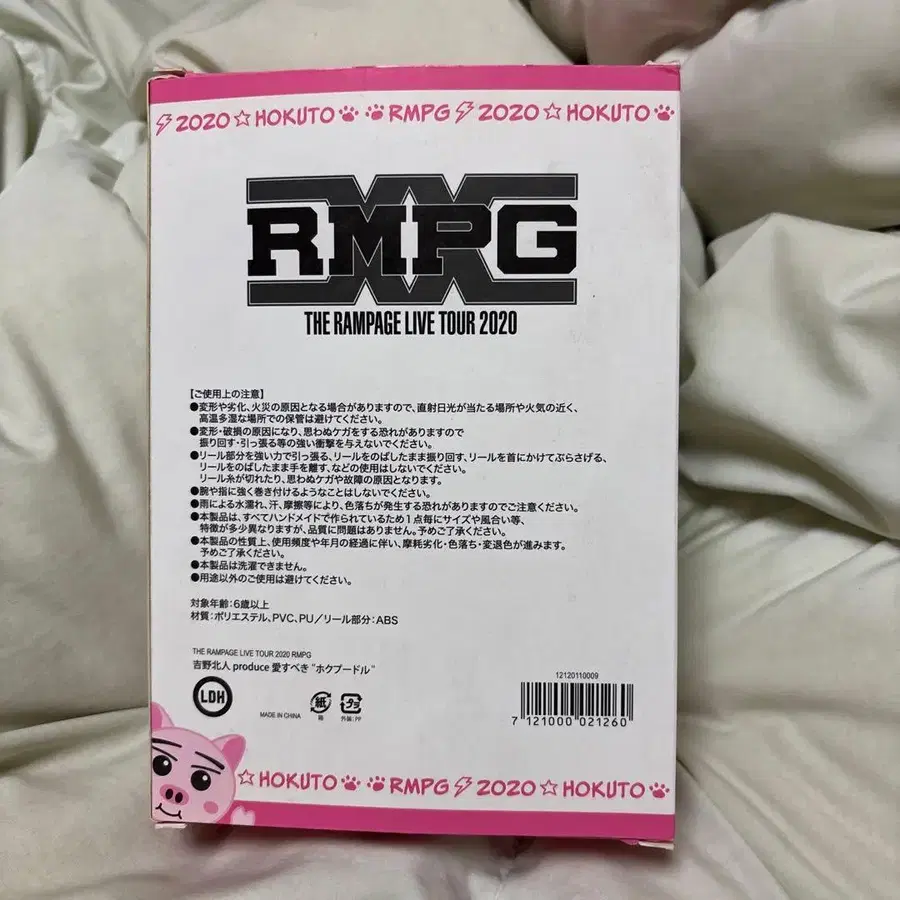 2020☆HOKUTO RMPG 2020☆HOKUTO
RMPG
THE RAMPAGE LIVE TOUR 2020
【ご使用上の注意】
●変形や劣化、火災の原因となる場合がありますので、直射日光が当たる場所や火気の近く、
高温多湿な場所での保管は避けてください。
●変形・破損の原因になり、思わぬケガをする恐れがありますので
振り回す・引っ張る等の強い衝撃を与えないでください。
●リール部分を強い力で引っ張る、リールをのばしたまま振り回す、リールを首にかけてぶらさげる、
リールをのばしたまま手を離す、などの使用はしないでください。
リール糸が切れたり、思わぬケガや故障の原因となります。
●腕や指に強く巻き付けるようなことはしないでください。
●雨による水濡れ、汗、摩擦等により、色落ちが発生する恐れがありますのでご注意ください。
●本製品は、すべてハンドメイドで作られているため1点毎にサイズや風合い等、
特徴が多少異なりますが、品質に問題はありません。予めご了承ください。
●本製品の性質上、使用頻度や年月の経過に伴い、摩耗劣化・色落ち・変退色が進みます。
予めご了承ください。
●本製品は洗濯できません。
●用途以外のご使用は避けてください。
対象年齢:6歳以上
材質:ポリエステル、PVC、PU/リール部分:ABS
THE RAMPAGE LIVE TOUR 2020 RMPG
吉野北人 produce 愛すべき "ホクプードル"
LDH
MADE IN CHINA
紙
箱
プラ
外装:PP
12120110009
7 121000 021260
☆HOKUTO RMPG 2020☆HOKUTO